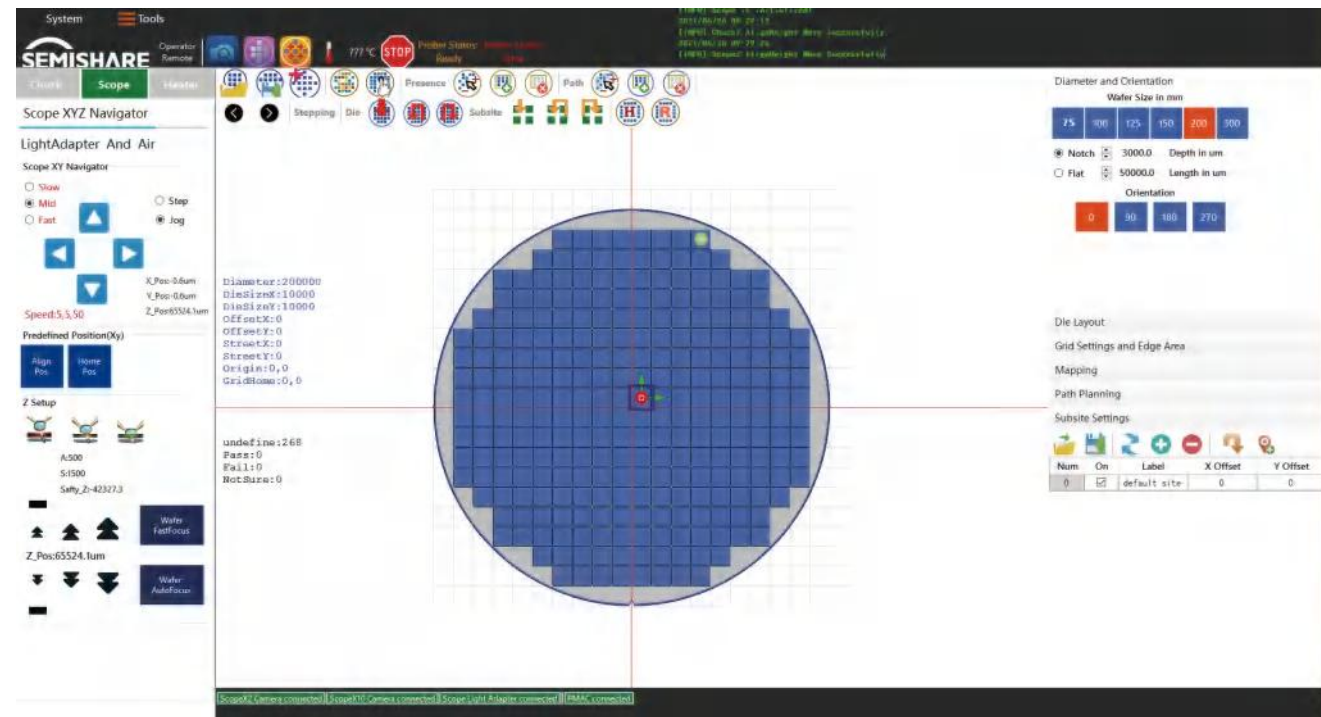 System
Tools
SEMISHARE
Operator
Remote
??? ℃
STOP
Prober Status:
Ready
Scope
Scope XYZ Navigator
LightAdapter And Air
Scope XY Navigator
Slow
Mid
Fast
Step
Jog
X_Pos:-0.6um
Y_Pos:-0.6um
Z_Pos:65524.1um
Speed:5,5,50
Predefined Position(Xy)
Align Pos
Home Pos
Z Setup
A:500
S:1500
Safty_Z:-42327.3
Wafer FastFocus
Z_Pos:65524.1um
Wafer AutoFocus
Presence
Path
Stepping Die
Subsite
H
R
Diameter:200000
DieSizeX:10000
DieSizeY:10000
OffsetX:0
OffsetY:0
StreetX:0
StreetY:0
Origin:0,0
GridHome:0,0
undefine:268
Pass:0
Fail:0
NotSure:0
Diameter and Orientation
Wafer Size in mm
75 100 125 150 200 300
Notch 3000.0 Depth in um
Flat 50000.0 Length in um
Orientation
0 90 180 270
Die Layout
Grid Settings and Edge Area
Mapping
Path Planning
Subsite Settings
Num On Label X Offset Y Offset
0 default site 0 0
ScopeX2 Camera connected ScopeX10 Camera connected Scope Light Adapter connected PMAC connected